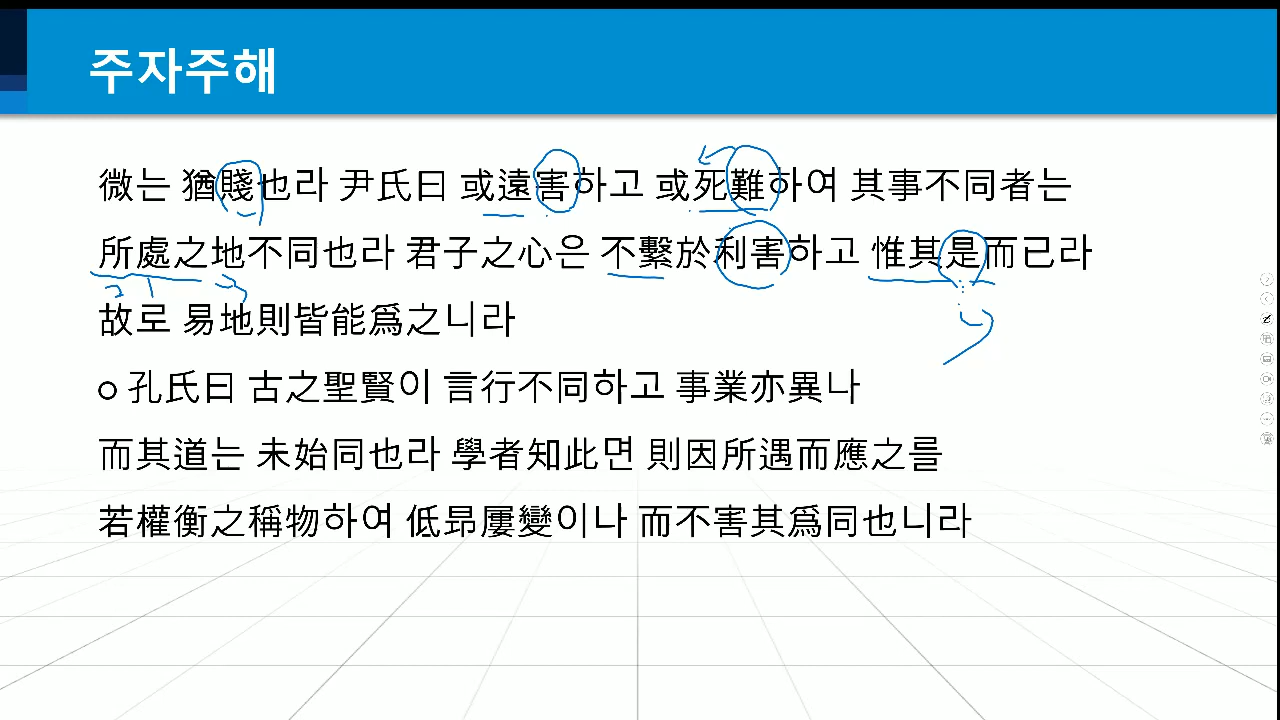 주자주해
微는 猶賤也라 尹氏曰 或遠害하고 或死難하여 其事不同者는
所處之地不同也라 君子之心은 不繫於利害하고 惟其是而已라
故로 易地則皆能爲之니라
ㅇ 孔氏曰 古之聖賢이 言行不同하고 事業亦異나
而其道는 未始同也라 學者知此면 則因所遇而應之를
若權衡之稱物하여 低昻屢變이나 而不害其爲同也니라